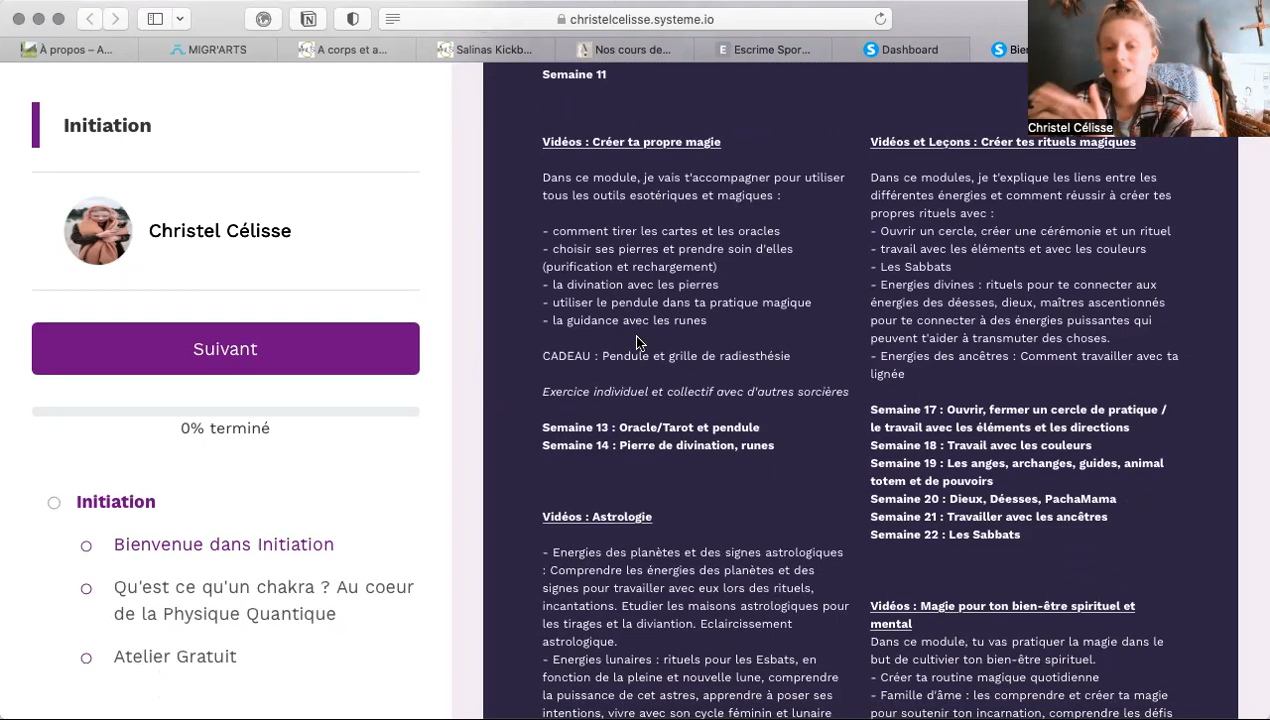 christelcelisse.systeme.io
À propos – A...
MIGR'ARTS
A corps et a...
Salinas Kickb...
Nos cours de...
Escrime Spor...
Dashboard
Bien
Christel Célisse
Initiation
Christel Célisse
Suivant
0% terminé
Initiation
Bienvenue dans Initiation
Qu'est ce qu'un chakra ? Au coeur
de la Physique Quantique
Atelier Gratuit
Semaine 11
Vidéos : Créer ta propre magie
Dans ce module, je vais t'accompagner pour utiliser
tous les outils esotériques et magiques :
- comment tirer les cartes et les oracles
- choisir ses pierres et prendre soin d'elles
(purification et rechargement)
- la divination avec les pierres
- utiliser le pendule dans ta pratique magique
- la guidance avec les runes
CADEAU : Pendule et grille de radiesthésie
Exercice individuel et collectif avec d'autres sorcières
Semaine 13 : Oracle/Tarot et pendule
Semaine 14 : Pierre de divination, runes
Vidéos : Astrologie
- Energies des planètes et des signes astrologiques
: Comprendre les énergies des planètes et des
signes pour travailler avec eux lors des rituels,
incantations. Etudier les maisons astrologiques pour
les tirages et la diviantion. Eclaircissement
astrologique.
- Energies lunaires : rituels pour les Esbats, en
fonction de la pleine et nouvelle lune, comprendre
la puissance de cet astres, apprendre à poser ses
intentions, vivre avec son cycle féminin et lunaire
Vidéos et Leçons : Créer tes rituels magiques
Dans ce modules, je t'explique les liens entre les
différentes énergies et comment réussir à créer tes
propres rituels avec :
- Ouvrir un cercle, créer une cérémonie et un rituel
- travail avec les éléments et avec les couleurs
- Les Sabbats
- Energies divines : rituels pour te connecter aux
énergies des déesses, dieux, maîtres ascentionnés
pour te connecter à des énergies puissantes qui
peuvent t'aider à transmuter des choses.
- Energies des ancêtres : Comment travailler avec ta
lignée
Semaine 17 : Ouvrir, fermer un cercle de pratique /
le travail avec les éléments et les directions
Semaine 18 : Travail avec les couleurs
Semaine 19 : Les anges, archanges, guides, animal
totem et de pouvoirs
Semaine 20 : Dieux, Déesses, PachaMama
Semaine 21 : Travailler avec les ancêtres
Semaine 22 : Les Sabbats
Vidéos : Magie pour ton bien-être spirituel et
mental
Dans ce module, tu vas pratiquer la magie dans le
but de cultiver ton bien-être spirituel.
- Créer ta routine magique quotidienne
- Famille d'âme : les comprendre et créer ta magie
pour soutenir ton incarnation, comprendre les défis